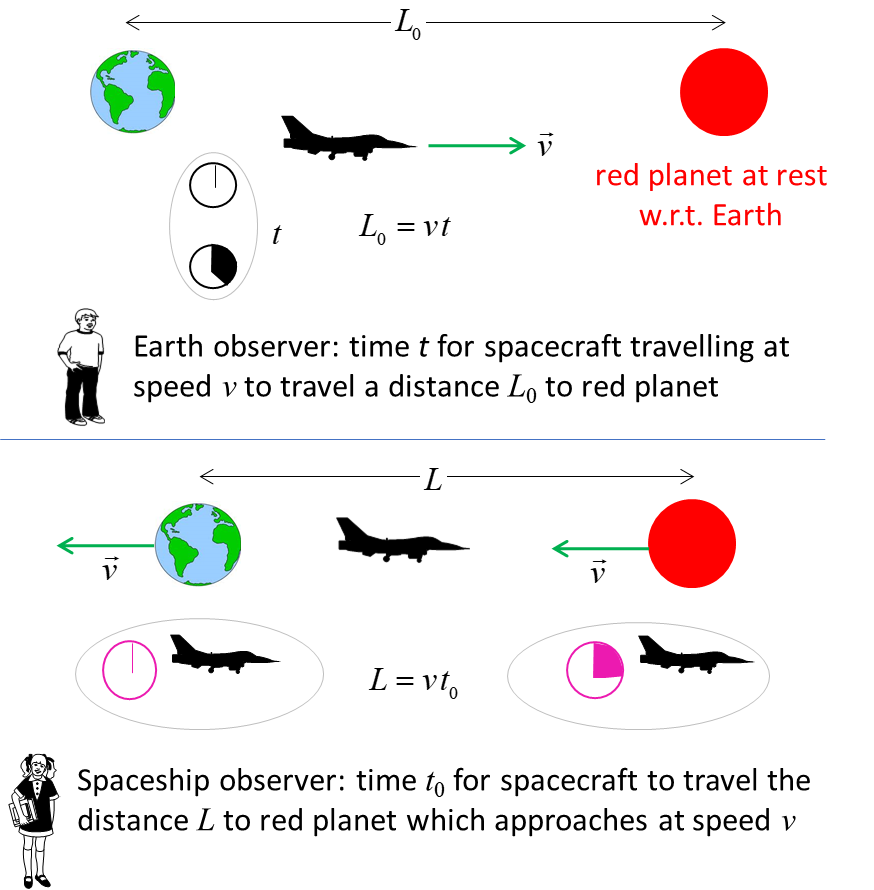 L₀
v⃗
red planet at rest
w.r.t. Earth
t
L₀ = vt
Earth observer: time t for spacecraft travelling at
speed v to travel a distance L₀ to red planet
L
v⃗
v⃗
L = vt₀
Spaceship observer: time t₀ for spacecraft to travel the
distance L to red planet which approaches at speed v